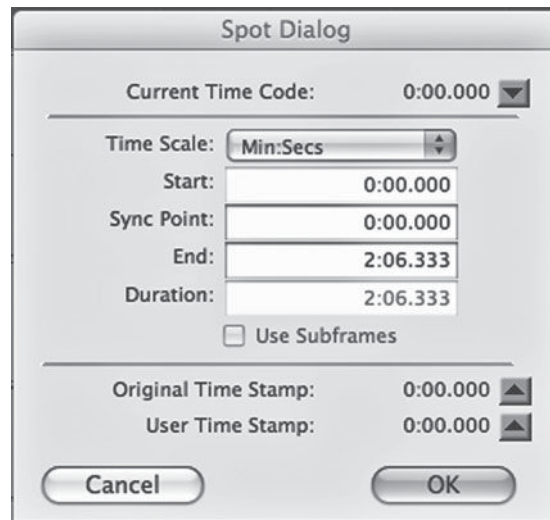 Spot Dialog
Current Time Code: 0:00.000
Time Scale: Min:Secs
Start: 0:00.000
Sync Point: 0:00.000
End: 2:06.333
Duration: 2:06.333
Use Subframes
Original Time Stamp: 0:00.000
User Time Stamp: 0:00.000
Cancel OK